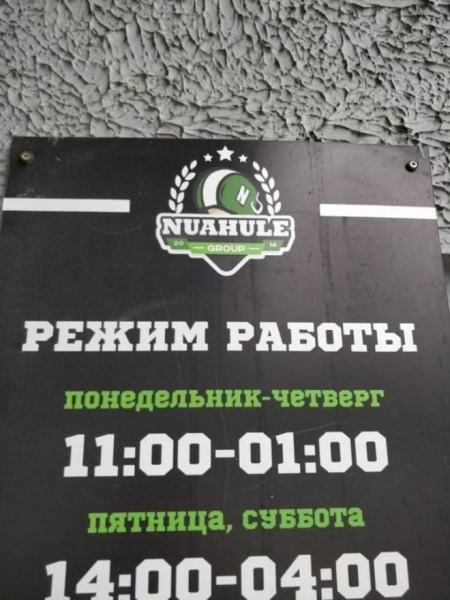 N
NUAHULE
20 GROUP 14
РЕЖИМ РАБОТЫ
ПОНЕДЕЛЬНИК-ЧЕТВЕРГ
11:00-01:00
ПЯТНИЦА, СУББОТА
14:00-04:00